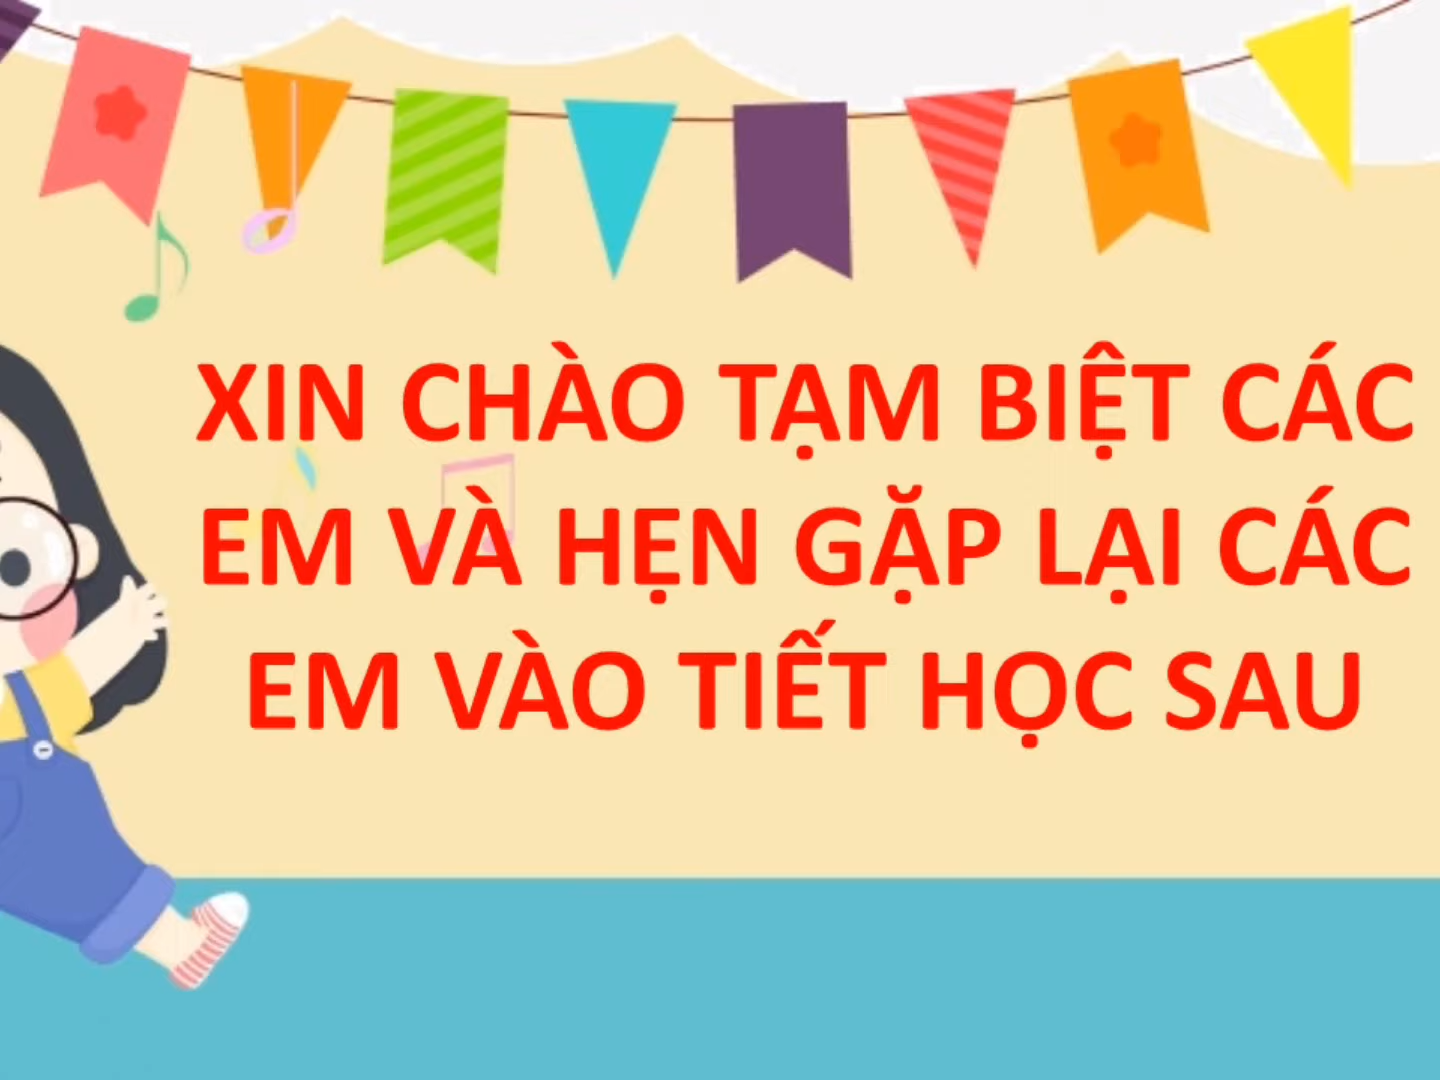 XIN CHÀO TẠM BIỆT CÁC
EM VÀ HẸN GẶP LẠI CÁC
EM VÀO TIẾT HỌC SAU